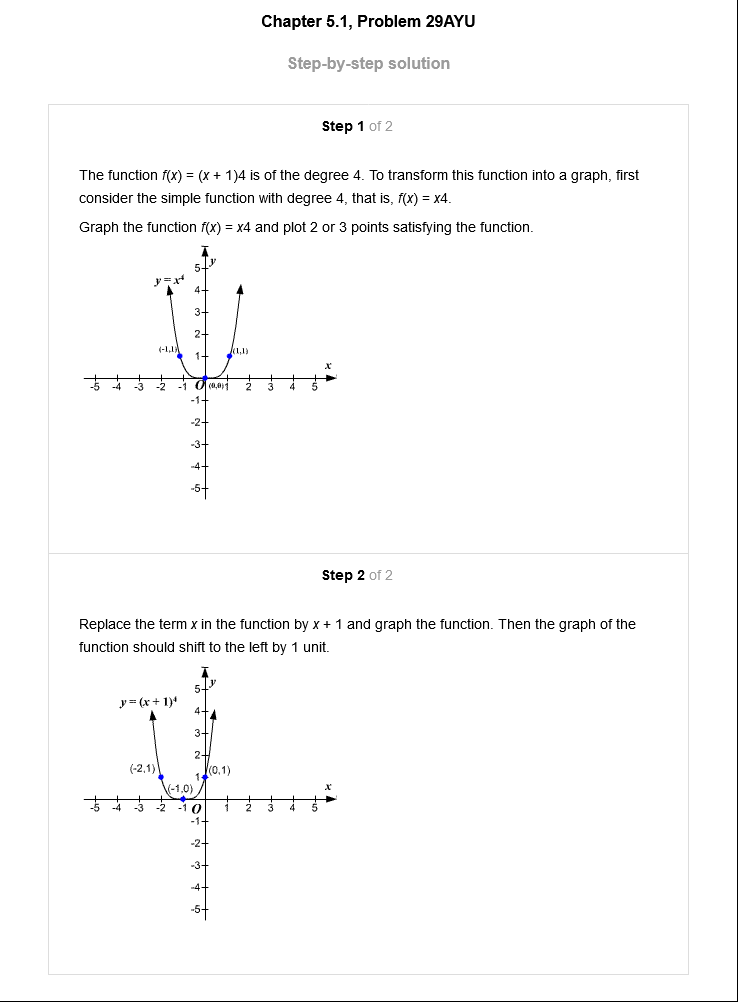 Chapter 5.1, Problem 29AYU
Step-by-step solution
Step 1 of 2
The function f(x) = (x + 1)4 is of the degree 4. To transform this function into a graph, first
consider the simple function with degree 4, that is, f(x) = x4.
Graph the function f(x) = x4 and plot 2 or 3 points satisfying the function.
y
5
y = x⁴
4
3
2
(-1,1)
1
(1,1)
x
-5 -4 -3 -2 -1 O (0,0) 1 2 3 4 5
-1
-2
-3
-4
-5
Step 2 of 2
Replace the term x in the function by x + 1 and graph the function. Then the graph of the
function should shift to the left by 1 unit.
y
5
y = (x + 1)⁴
4
3
2
(-2,1)
1
(0,1)
(-1,0)
x
-5 -4 -3 -2 -1 O 1 2 3 4 5
-1
-2
-3
-4
-5